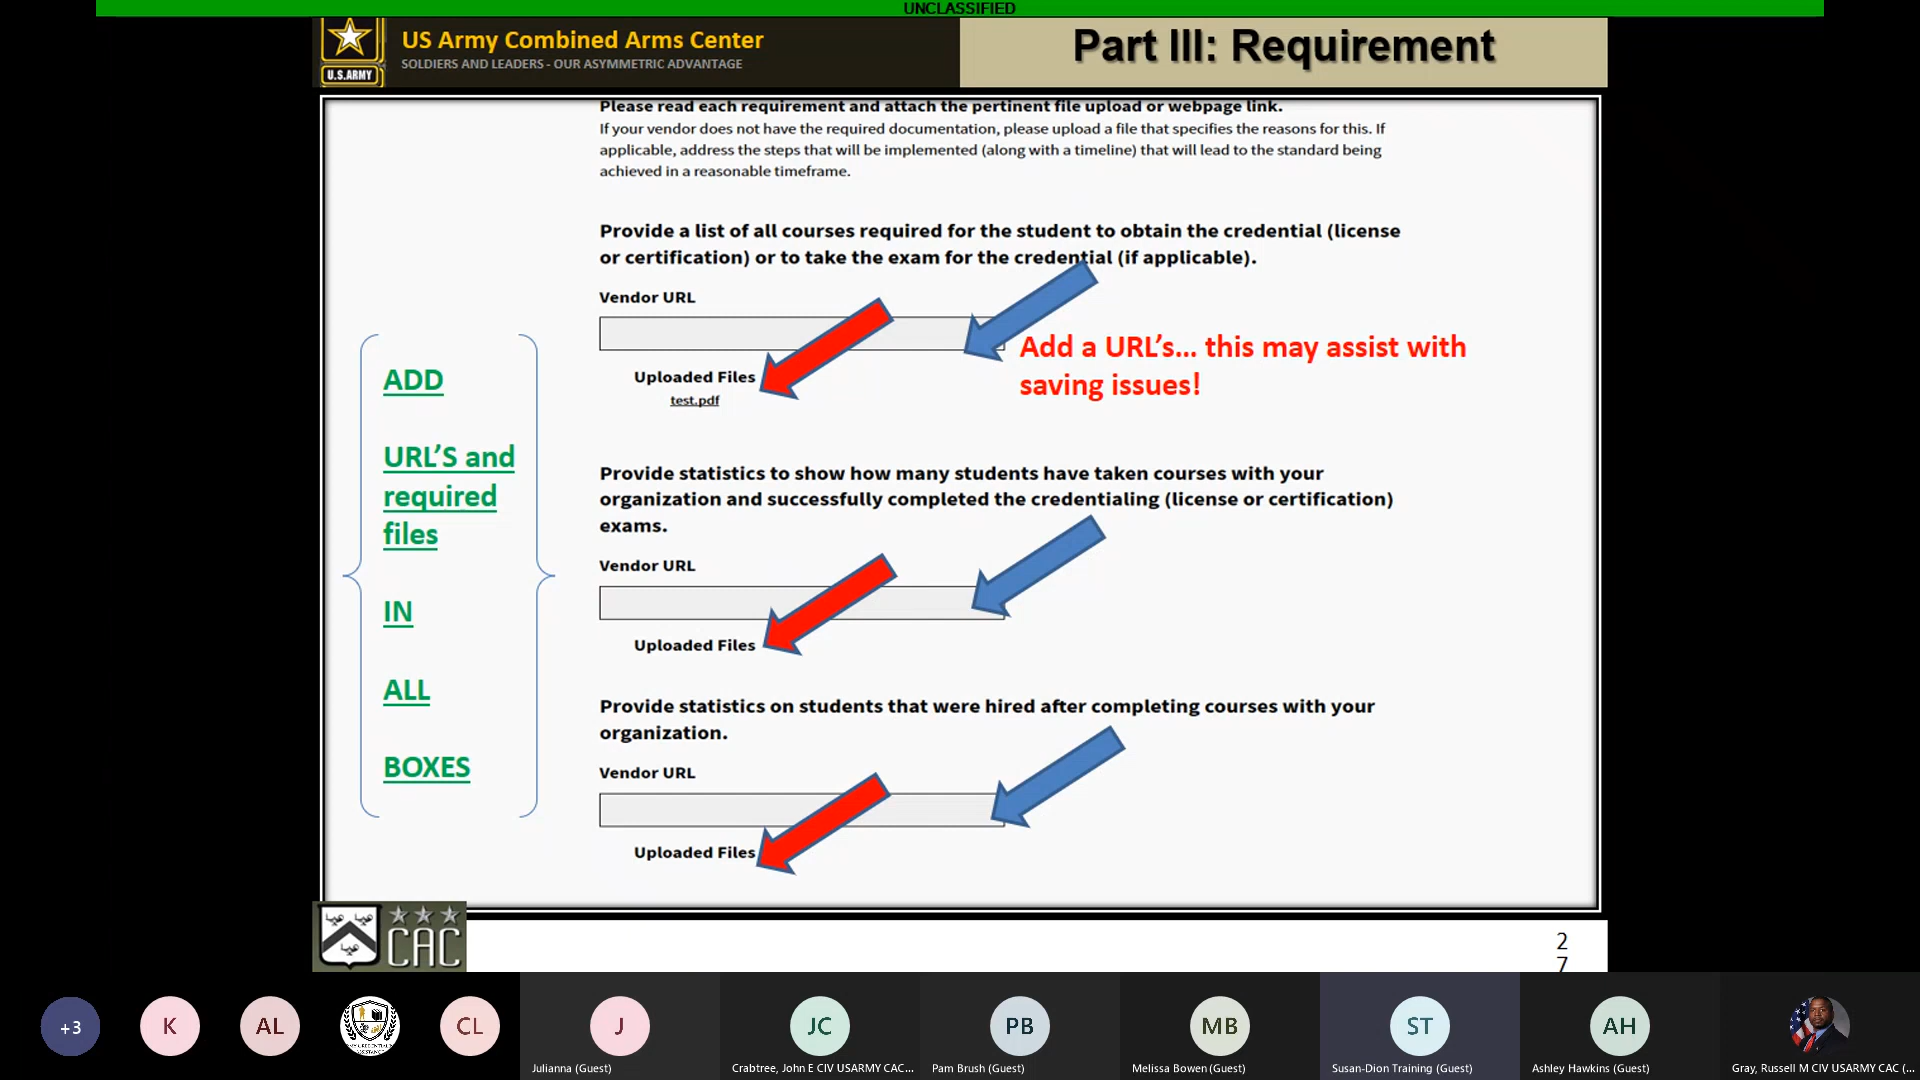 UNCLASSIFIED
US Army Combined Arms Center
SOLDIERS AND LEADERS - OUR ASYMMETRIC ADVANTAGE
U.S.ARMY
Part III: Requirement
Please read each requirement and attach the pertinent file upload or webpage link.
If your vendor does not have the required documentation, please upload a file that specifies the reasons for this. If
applicable, address the steps that will be implemented (along with a timeline) that will lead to the standard being
achieved in a reasonable timeframe.
Provide a list of all courses required for the student to obtain the credential (license
or certification) or to take the exam for the credential (if applicable).
Vendor URL
Uploaded Files
test.pdf
Add a URL's... this may assist with
saving issues!
ADD
URL'S and
required
files
IN
ALL
BOXES
Provide statistics to show how many students have taken courses with your
organization and successfully completed the credentialing (license or certification)
exams.
Vendor URL
Uploaded Files
Provide statistics on students that were hired after completing courses with your
organization.
Vendor URL
Uploaded Files
CAC
2
7
+3
K
AL
CL
J
JC
PB
MB
ST
AH
Julianna (Guest)
Crabtree, John E CIV USARMY CAC...
Pam Brush (Guest)
Melissa Bowen (Guest)
Susan-Dion Training (Guest)
Ashley Hawkins (Guest)
Gray, Russell M CIV USARMY CAC (...